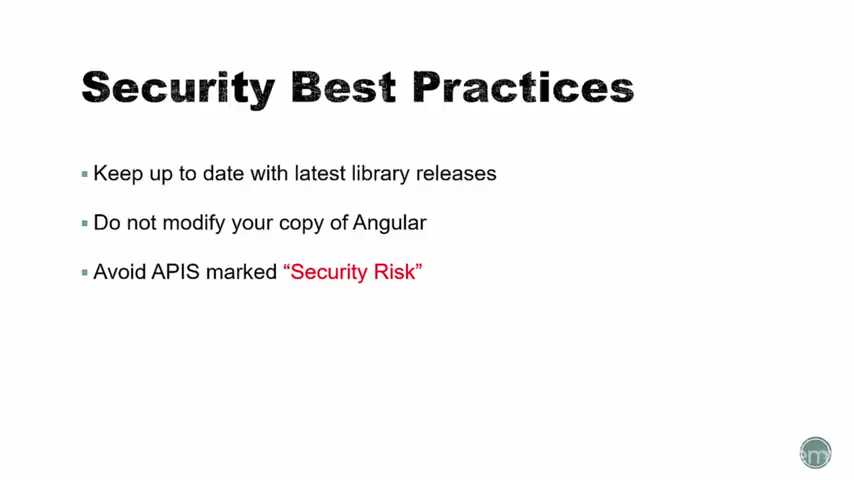 Security Best Practices
Keep up to date with latest library releases
Do not modify your copy of Angular
Avoid APIS marked “Security Risk”
em